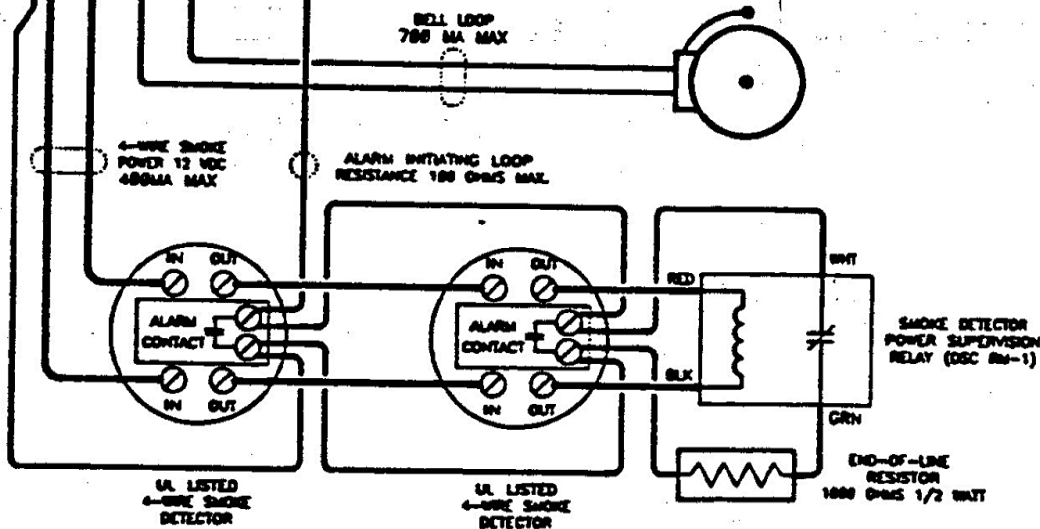 BELL LOOP
700 MA MAX
4-WIRE SMOKE
POWER 12 VDC
400MA MAX
ALARM INITIATING LOOP
RESISTANCE 100 OHMS MAX.
IN OUT
ALARM
CONTACT
IN OUT
UL LISTED
4-WIRE SMOKE
DETECTOR
IN OUT
ALARM
CONTACT
IN OUT
UL LISTED
4-WIRE SMOKE
DETECTOR
RED
WHT
BLK
GRN
SMOKE DETECTOR
POWER SUPERVISION
RELAY (DSC RM-1)
END-OF-LINE
RESISTOR
1000 OHMS 1/2 WATT